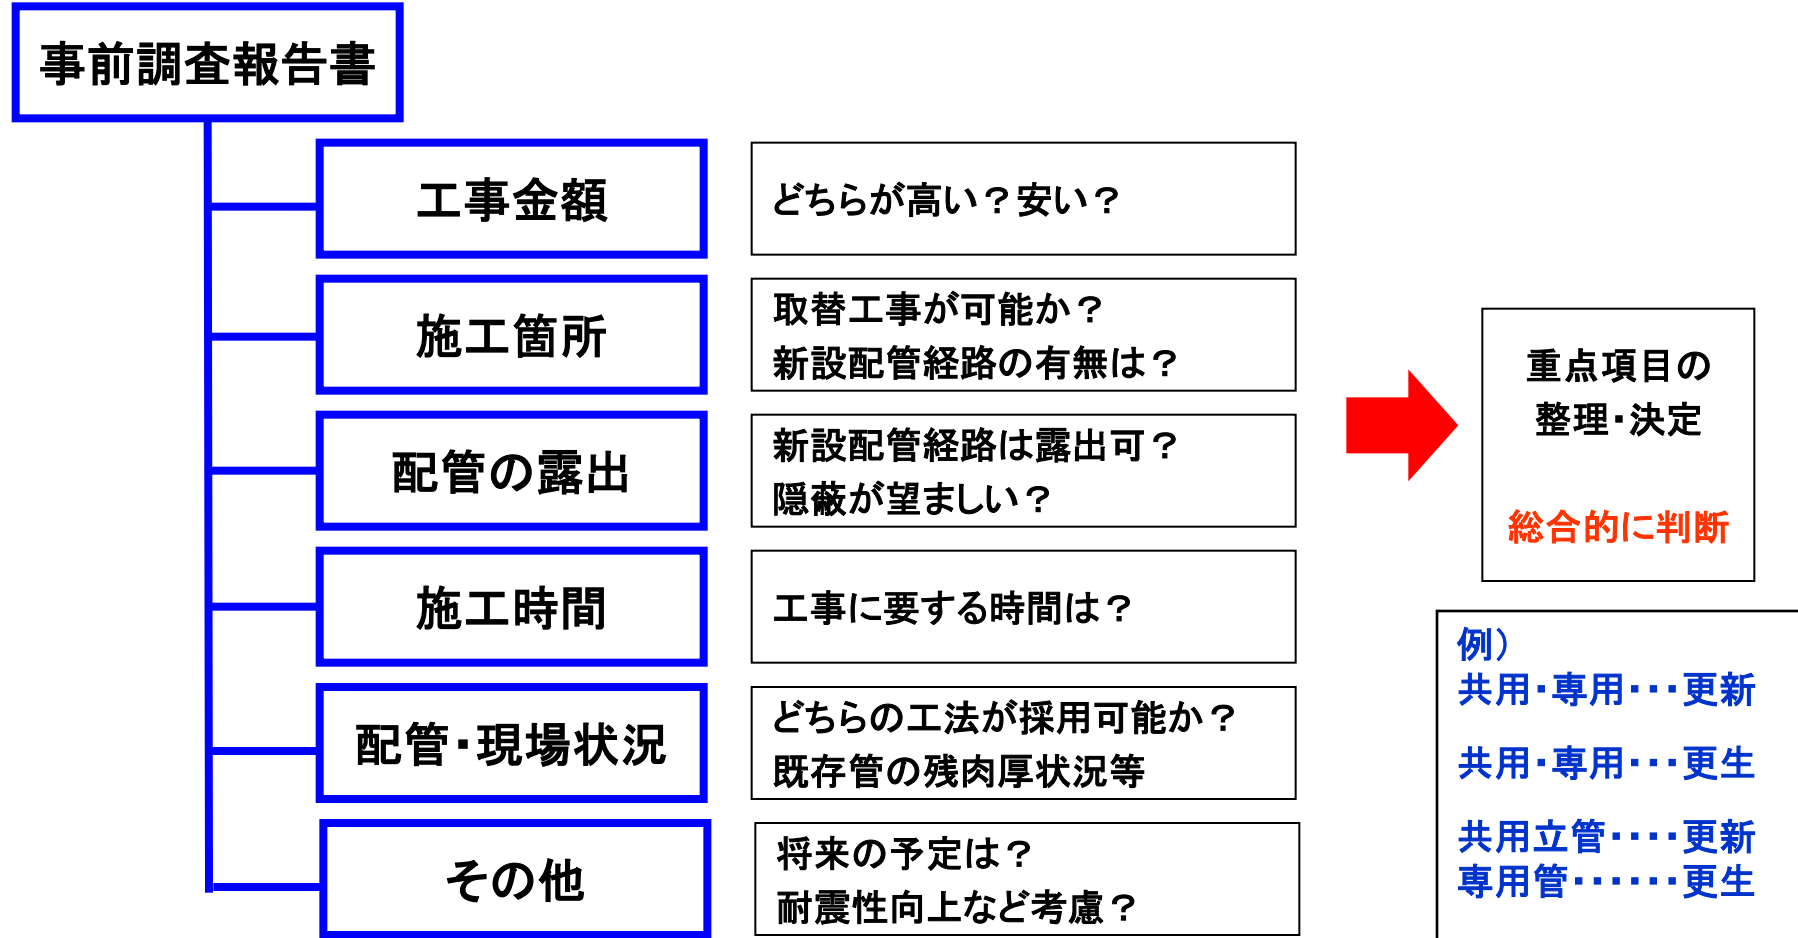 事前調査報告書
工事金額
どちらが高い？安い？
施工箇所
取替工事が可能か？
新設配管経路の有無は？
配管の露出
新設配管経路は露出可？
隠蔽が望ましい？
施工時間
工事に要する時間は？
配管・現場状況
どちらの工法が採用可能か？
既存管の残肉厚状況等
その他
将来の予定は？
耐震性向上など考慮？
重点項目の
整理・決定
総合的に判断
例）
共用・専用・・・更新
共用・専用・・・更生
共用立管・・・・更新
専用管・・・・・・更生